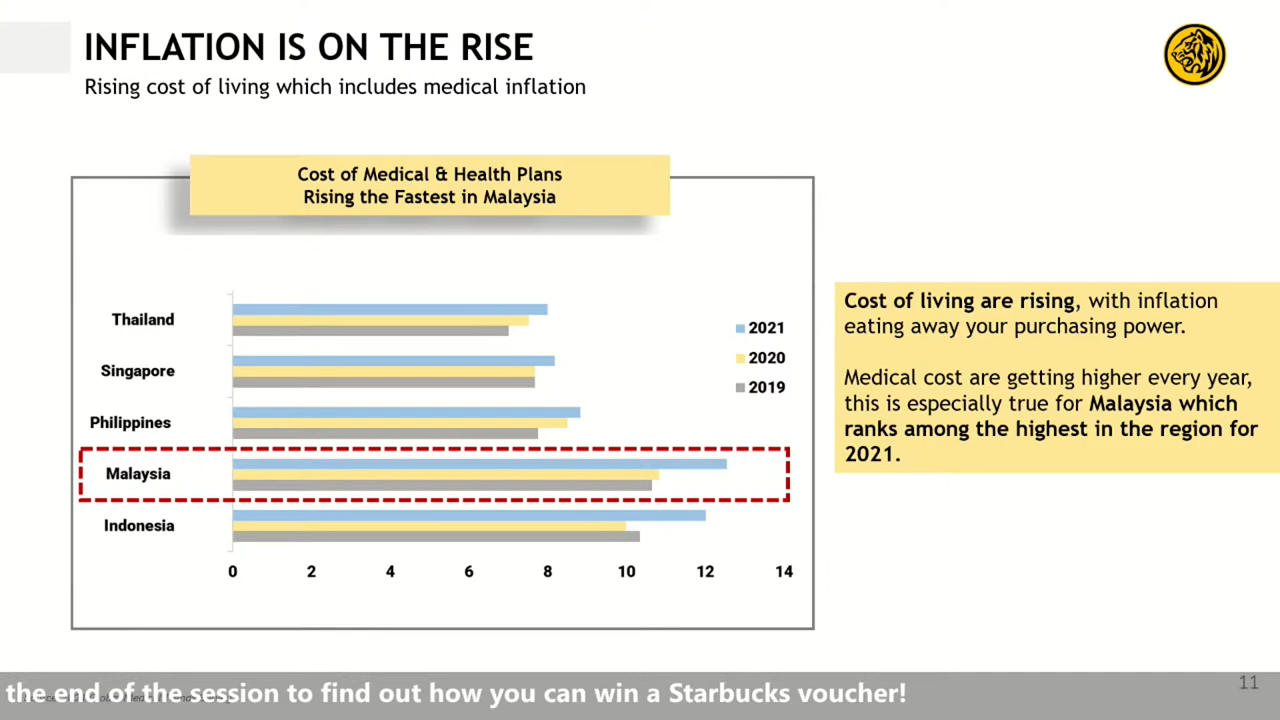 INFLATION IS ON THE RISE
Rising cost of living which includes medical inflation
Cost of Medical & Health Plans
Rising the Fastest in Malaysia
Thailand
Singapore
Philippines
Malaysia
Indonesia
0 2 4 6 8 10 12 14
2021
2020
2019
Cost of living are rising, with inflation
eating away your purchasing power.
Medical cost are getting higher every year,
this is especially true for Malaysia which
ranks among the highest in the region for
2021.
the end of the session to find out how you can win a Starbucks voucher!
11